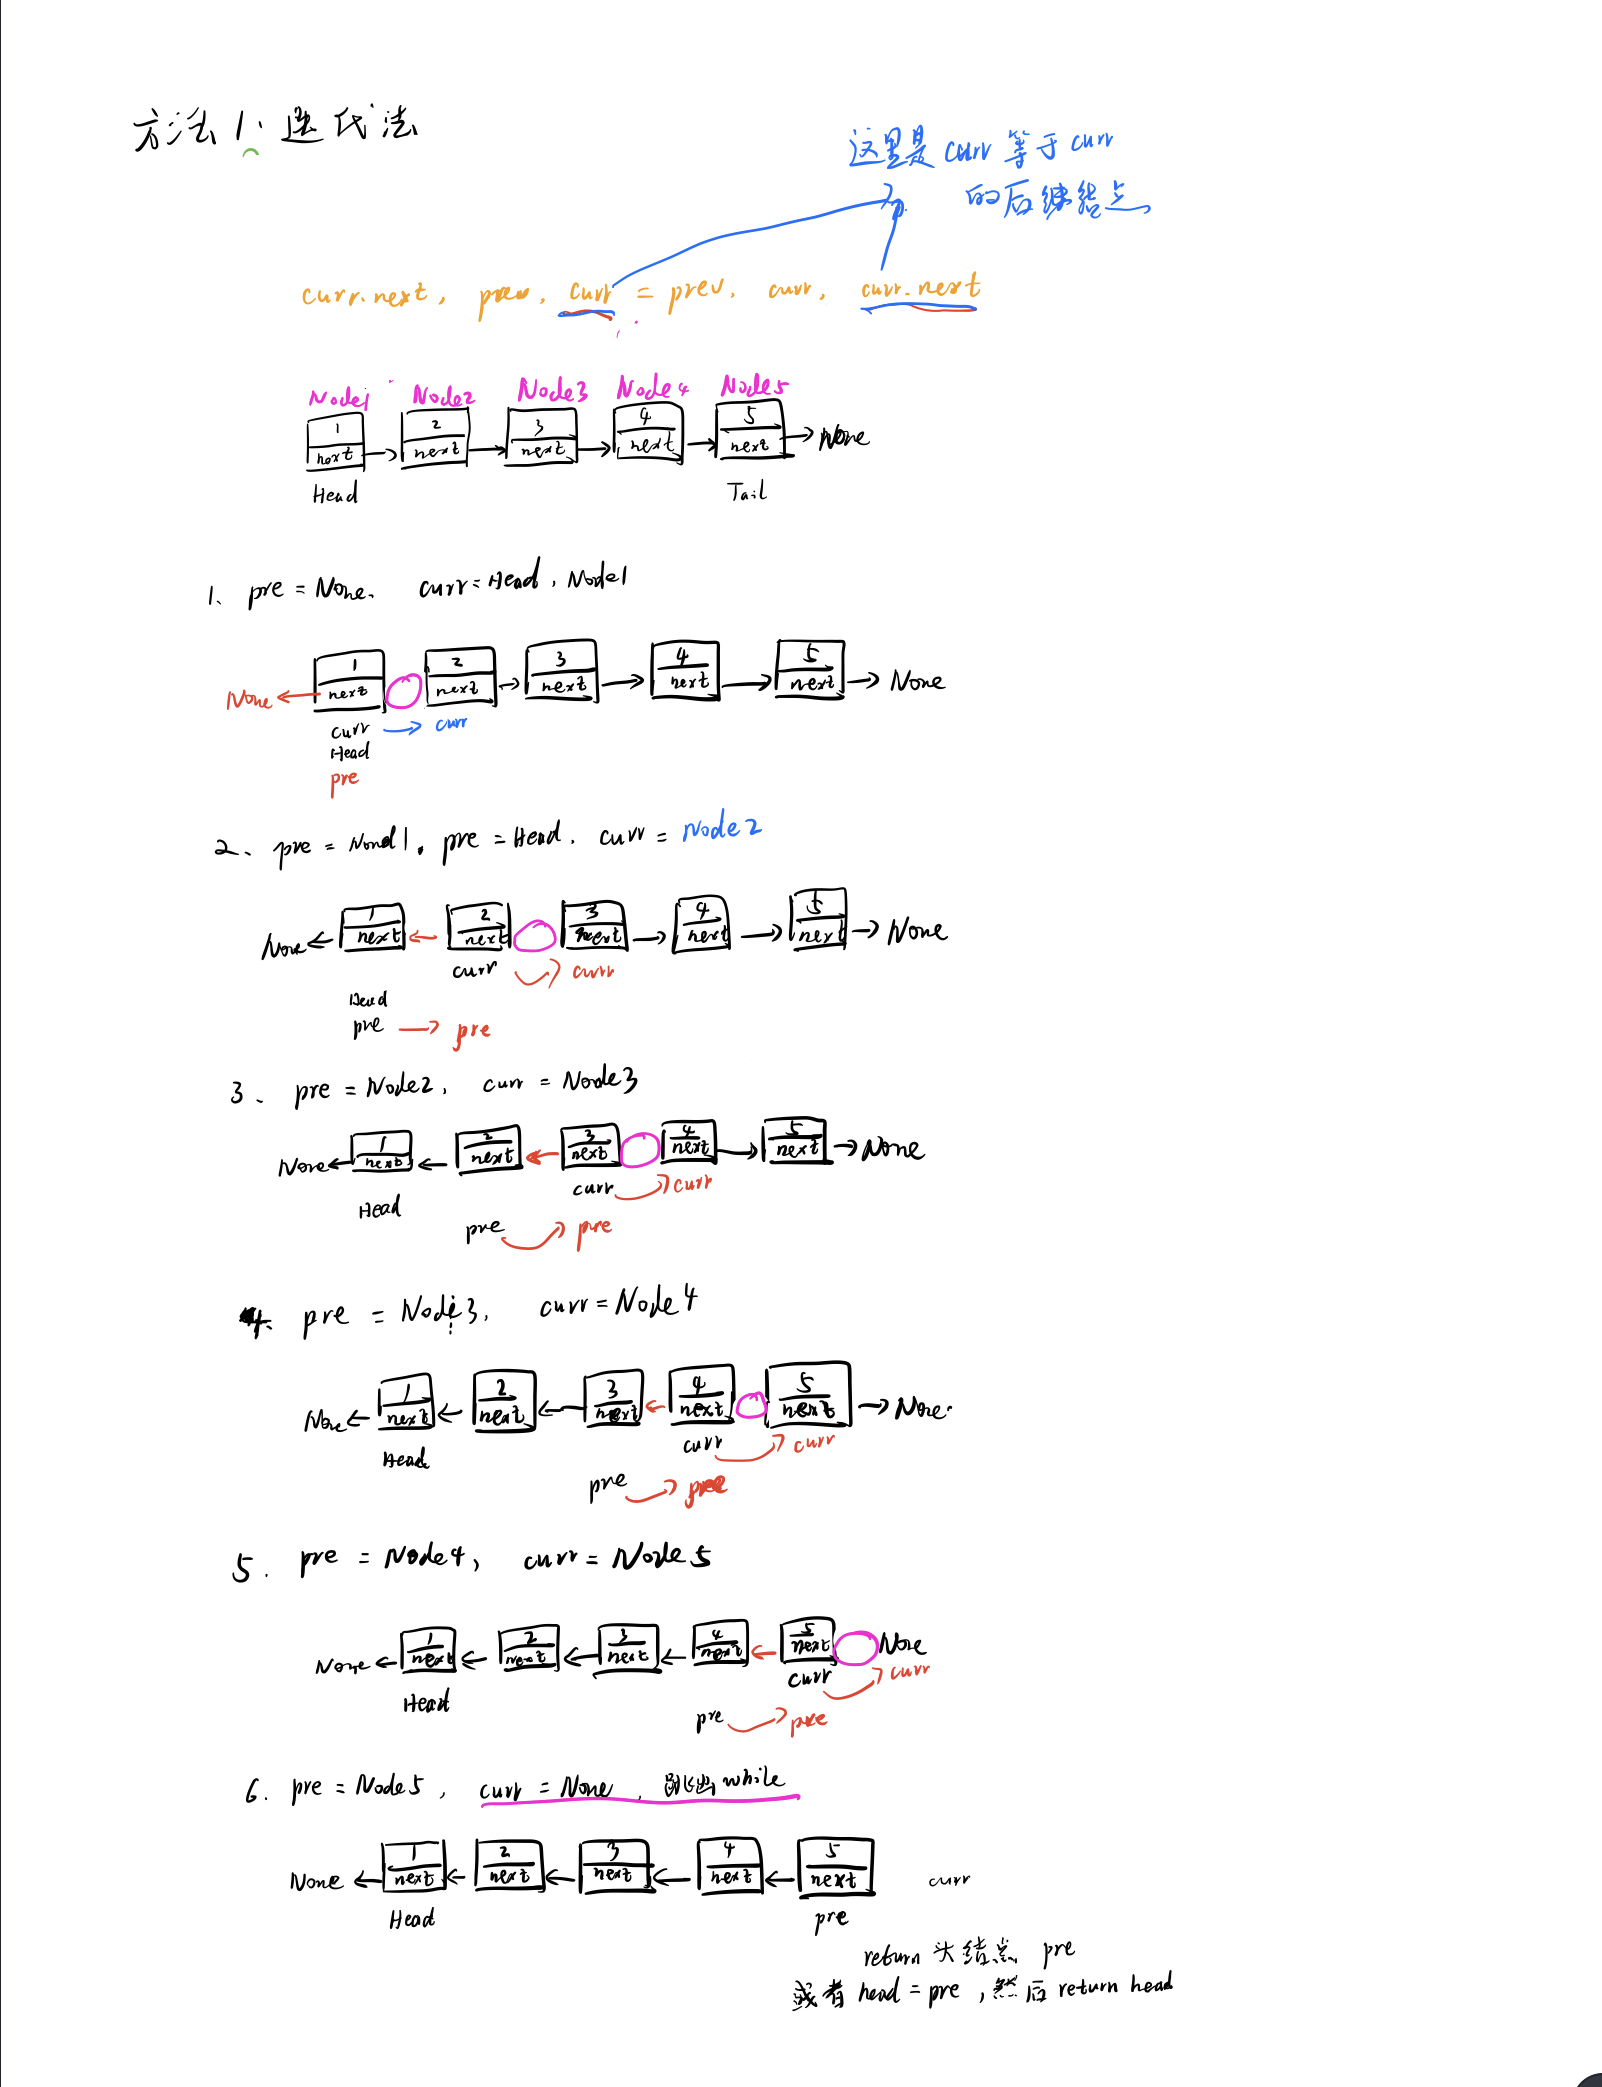 方法1. 迭代法
这里是 curr 等于 curr
的后继结点
curr.next, prev, curr = prev, curr, curr.next
Node1 Node2 Node3 Node4 Node5
1 2 3 4 5
next next next next next None
Head Tail
1、pre = None. curr = Head, Node1
1 2 3 4 5
None next next next next next None
curr curr
Head
pre
2、pre = Nond1. pre = Head. curr = Node2
1 2 3 4 5
None next next next next next None
curr curr
Head
pre pre
3、pre = Node2, curr = Node3
1 2 3 4 5
None next next next next next None
curr curr
Head
pre pre
4. pre = Node3, curr = Node4
1 2 3 4 5
None next next next next next None
curr curr
Head
pre pre
5. pre = Node4, curr = Node5
1 2 3 4 5
None next next next next next None
curr curr
Head
pre pre
6. pre = Node5, curr = None, 跳出while
1 2 3 4 5
None next next next next next curr
Head pre
return 头结点 pre
或者 head = pre, 然后 return head